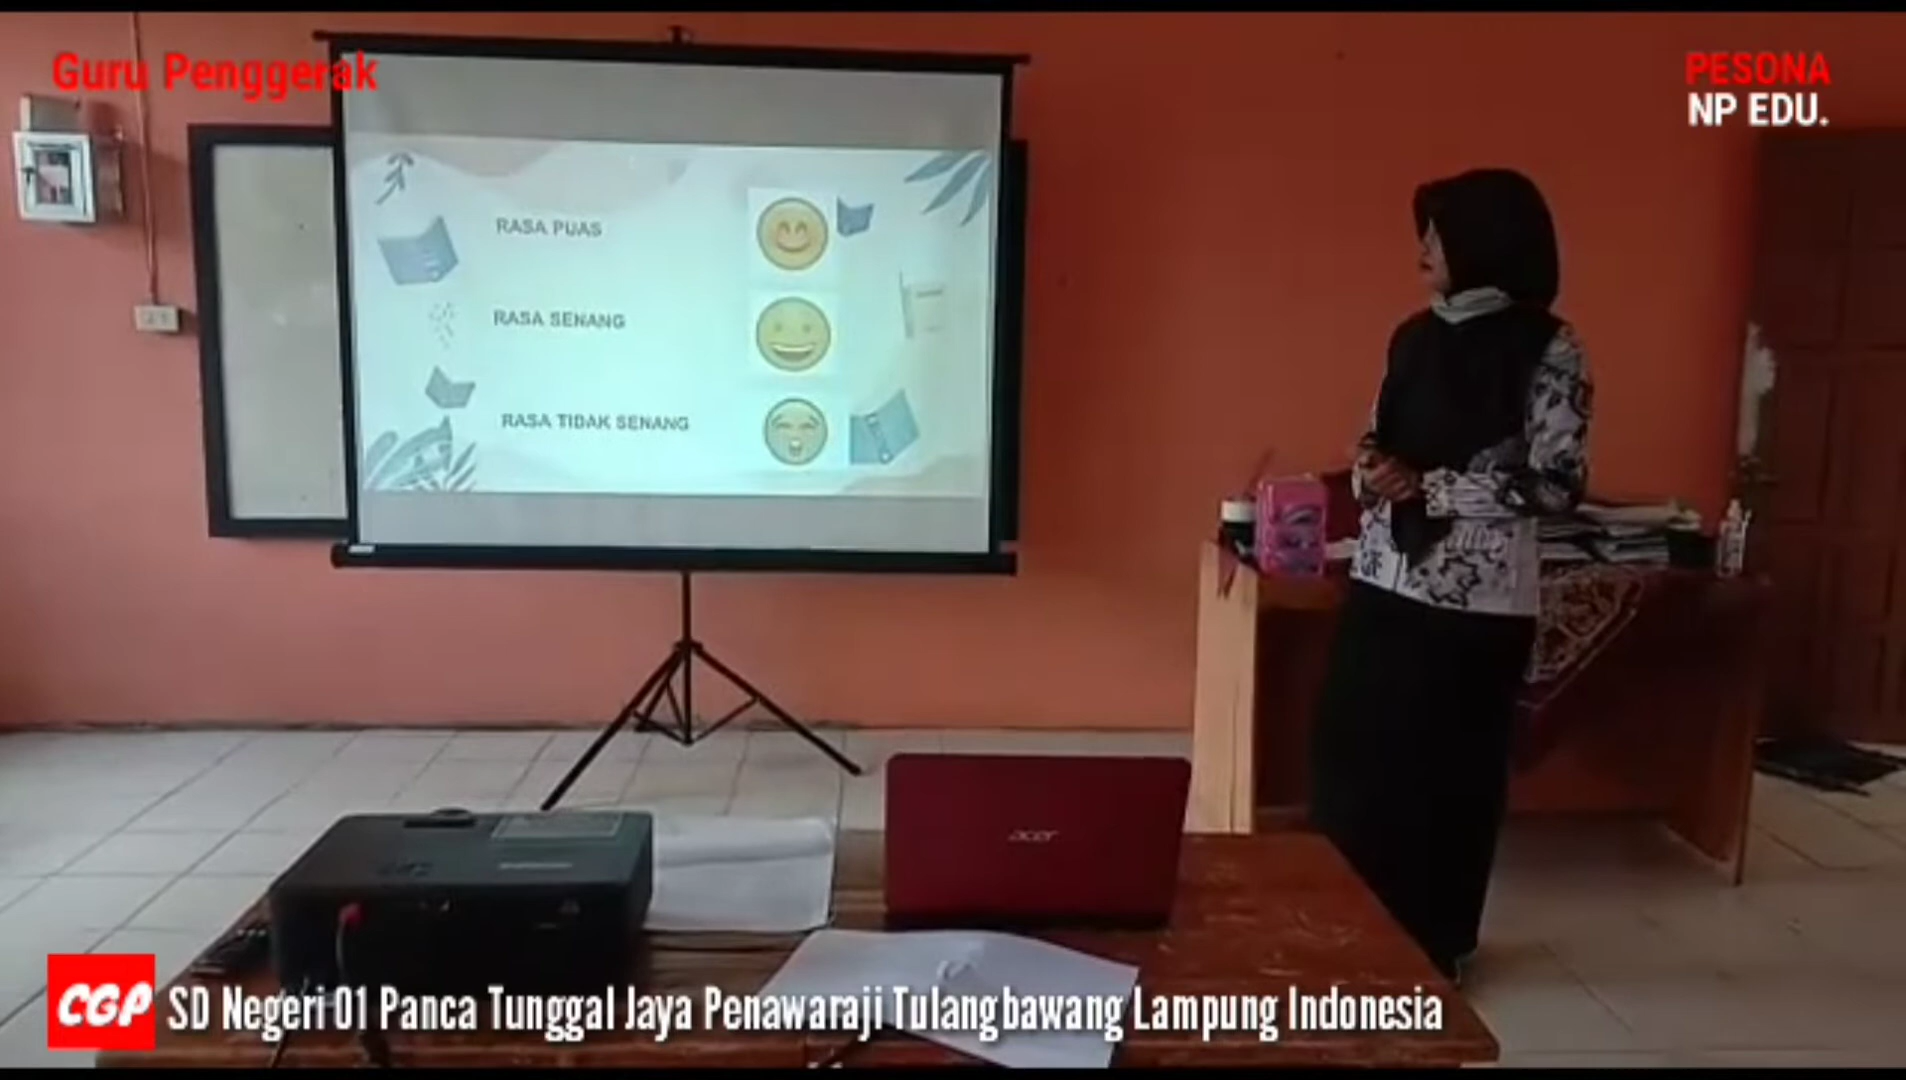 Guru Penggerak
PESONA
NP EDU.
RASA PUAS
RASA SENANG
RASA TIDAK SENANG
acer
CGP
SD Negeri 01 Panca Tunggal Jaya Penawaraji Tulangbawang Lampung Indonesia